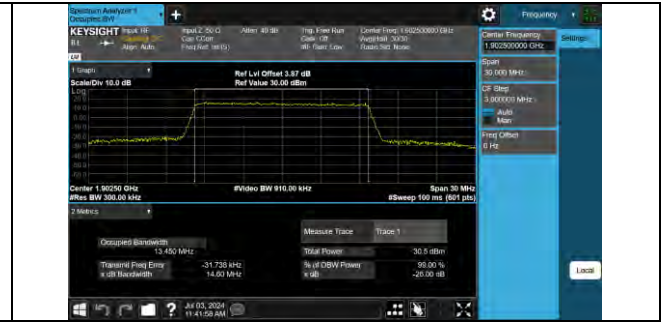 Spectrum Analyzer 1
Occupied BW
+
Frequency
KEYSIGHT Input: RF
Coupling: DC
Align: Auto
Input Z: 50 Ω
Corr CCorr
Freq Ref: Int (S)
Atten: 40 dB
Trig: Free Run
Gate: Off
#IF Gain: Low
Center Freq: 1.902500000 GHz
Avg|Hold: 30/30
Radio Std: None
Center Frequency
1.902500000 GHz
Settings
Span
30.000 MHz
CF Step
3.000000 MHz
Auto
Man
Freq Offset
0 Hz
1 Graph
Scale/Div 10.0 dB
Ref Lvl Offset 3.87 dB
Ref Value 30.00 dBm
Log
Center 1.90250 GHz
#Res BW 300.00 kHz
#Video BW 910.00 kHz
Span 30 MHz
#Sweep 100 ms (601 pts)
2 Metrics
Measure Trace
Trace 1
Occupied Bandwidth
13.450 MHz
Total Power
30.5 dBm
Transmit Freq Error
-31.738 kHz
% of OBW Power
99.00 %
x dB Bandwidth
14.60 MHz
x dB
-26.00 dB
Local
?
Jul 03, 2024
11:41:58 AM